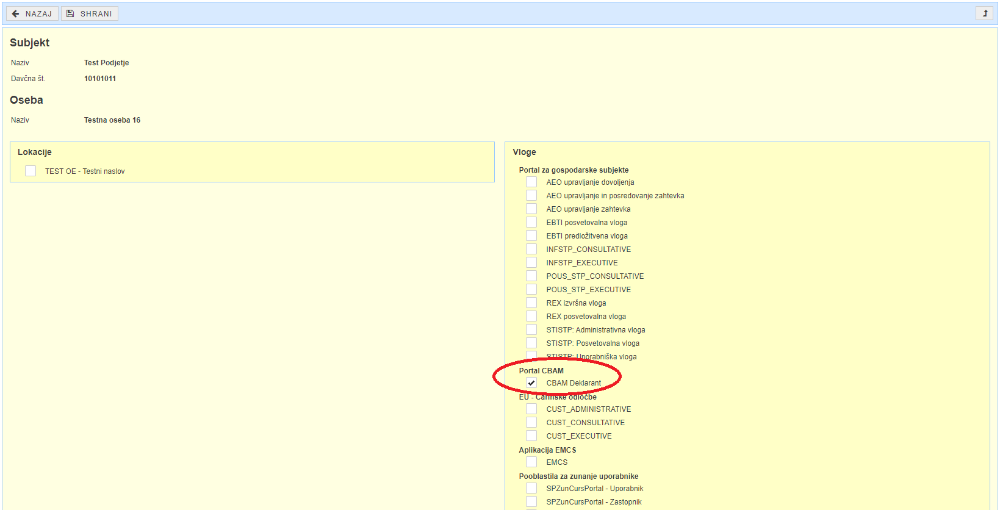 NAZAJ SHRANI
Subjekt
Naziv Test Podjetje
Davčna št. 10101011
Oseba
Naziv Testna oseba 16
Lokacije
TEST OE - Testni naslov
Vloge
Portal za gospodarske subjekte
AEO upravljanje dovoljenja
AEO upravljanje in posredovanje zahtevka
AEO upravljanje zahtevka
EBTI posvetovalna vloga
EBTI predložitvena vloga
INFSTP_CONSULTATIVE
INFSTP_EXECUTIVE
POUS_STP_CONSULTATIVE
POUS_STP_EXECUTIVE
REX izvršna vloga
REX posvetovalna vloga
STISTP: Administrativna vloga
STISTP: Posvetovalna vloga
STISTP: Uporabniška vloga
Portal CBAM
CBAM Deklarant
EU - Carinske odločbe
CUST_ADMINISTRATIVE
CUST_CONSULTATIVE
CUST_EXECUTIVE
Aplikacija EMCS
EMCS
Pooblastila za zunanje uporabnike
SPZunCursPortal - Uporabnik
SPZunCursPortal - Zastopnik